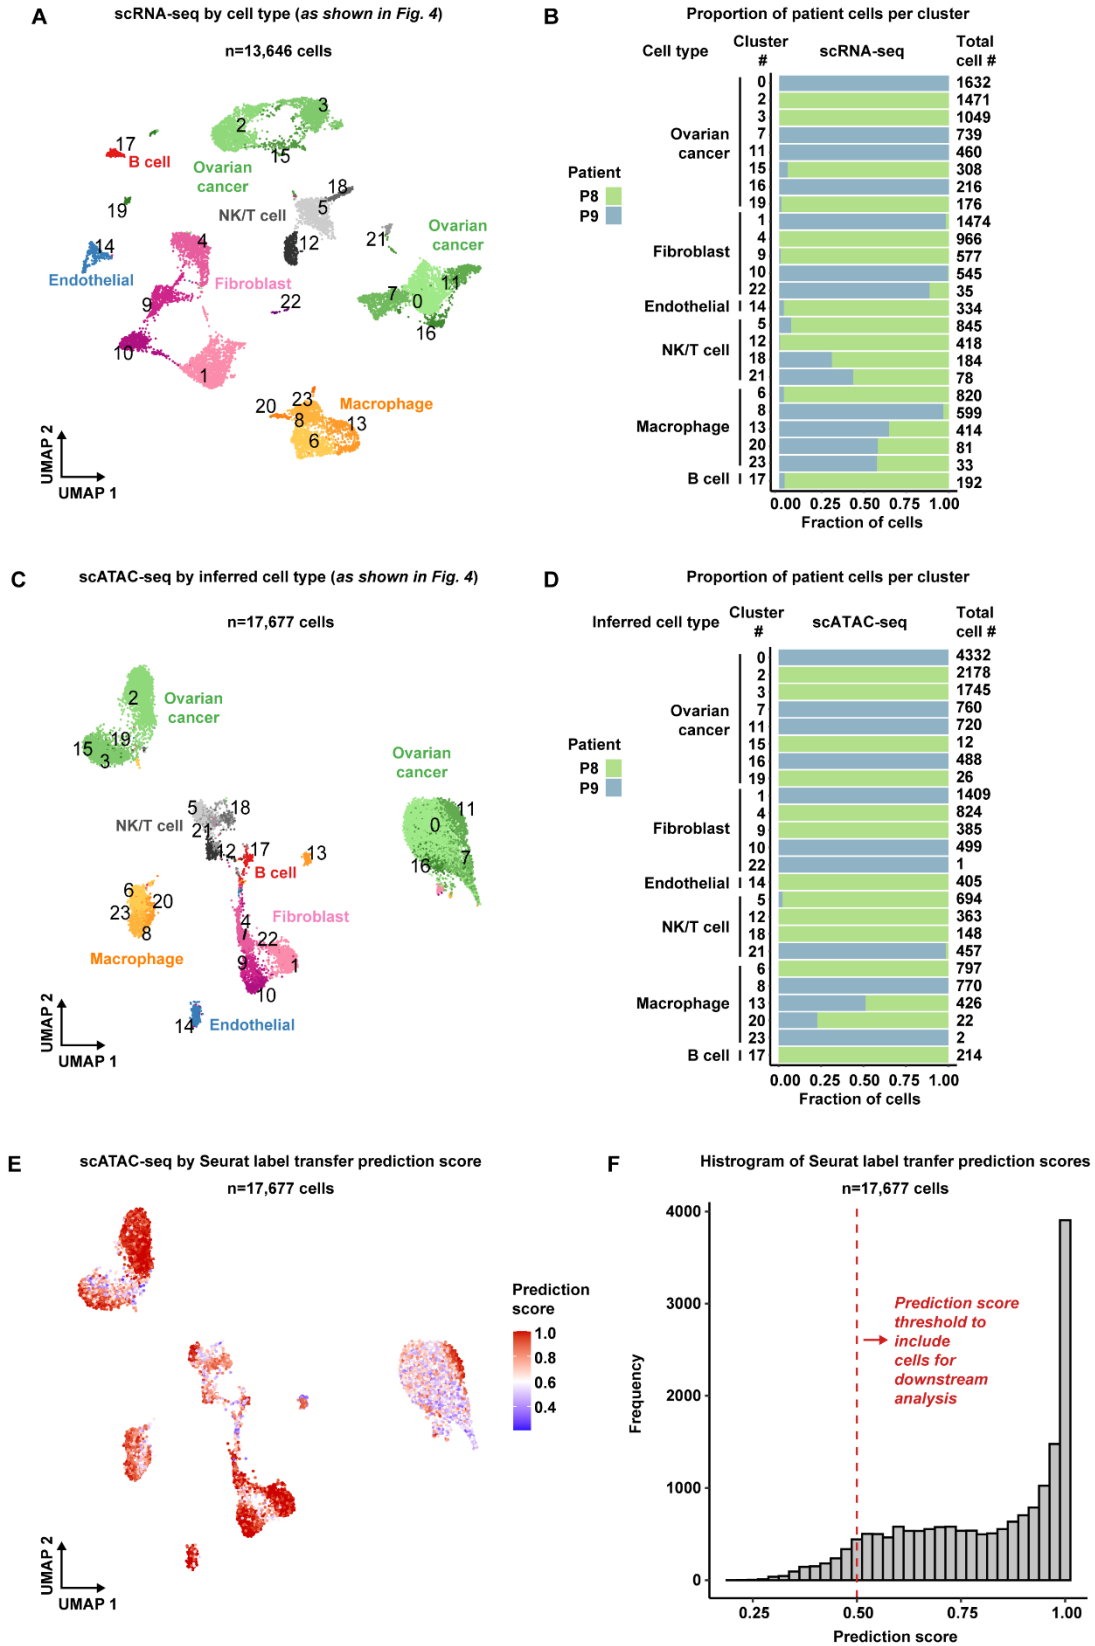 A
scRNA-seq by cell type (as shown in Fig. 4)
n=13,646 cells
17
B cell
2
3
15
Ovarian
cancer
19
18
NK/T cell
5
12
21
Ovarian
cancer
14
Endothelial
4
Fibroblast
9
22
7
0
11
16
10
1
20
23
8
6
13
Macrophage
UMAP 2
UMAP 1
B
Proportion of patient cells per cluster
Cell type
Cluster
#
scRNA-seq
Total
cell #
Patient
P8
P9
Ovarian
cancer
0 1632
2 1471
3 1049
7 739
11 460
15 308
16 216
19 176
Fibroblast
1 1474
4 966
9 577
10 545
22 35
Endothelial 14 334
NK/T cell
5 845
12 418
18 184
21 78
Macrophage
6 820
8 599
13 414
20 81
23 33
B cell 17 192
0.00 0.25 0.50 0.75 1.00
Fraction of cells
C
scATAC-seq by inferred cell type (as shown in Fig. 4)
n=17,677 cells
2
Ovarian
cancer
15
19
3
Ovarian
cancer
11
0
16
7
5
18
NK/T cell
21
12
17
B cell
13
6
20
23
8
Macrophage
4
Fibroblast
22
9
1
10
14
Endothelial
7
UMAP 2
UMAP 1
D
Proportion of patient cells per cluster
Inferred cell type
Cluster
#
scATAC-seq
Total
cell #
Patient
P8
P9
Ovarian
cancer
0 4332
2 2178
3 1745
7 760
11 720
15 12
16 488
19 26
Fibroblast
1 1409
4 824
9 385
10 499
22 1
Endothelial 14 405
NK/T cell
5 694
12 363
18 148
21 457
Macrophage
6 797
8 770
13 426
20 22
23 2
B cell 17 214
0.00 0.25 0.50 0.75 1.00
Fraction of cells
E
scATAC-seq by Seurat label transfer prediction score
n=17,677 cells
Prediction
score
1.0
0.8
0.6
0.4
UMAP 2
UMAP 1
F
Histrogram of Seurat label tranfer prediction scores
n=17,677 cells
Frequency
4000
3000
2000
1000
0
Prediction score
threshold to
include
cells for
downstream
analysis
0.25 0.50 0.75 1.00
Prediction score